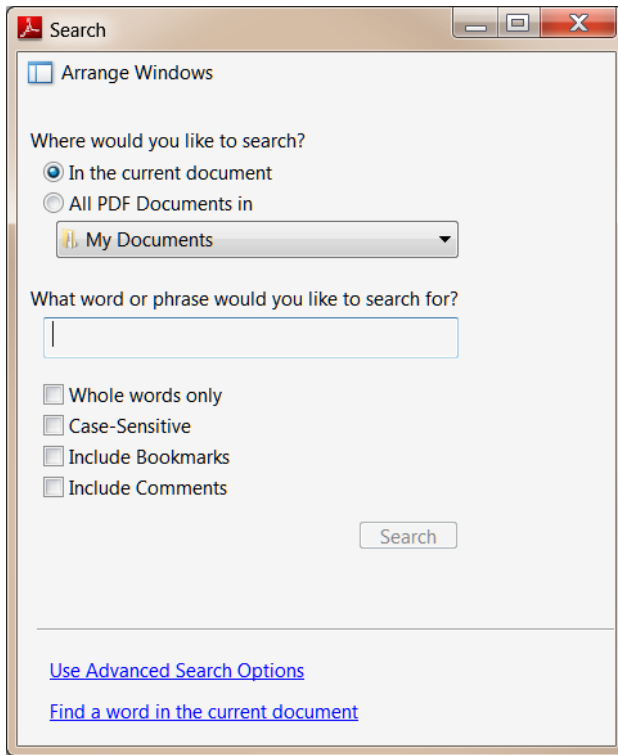 Search
Arrange Windows
Where would you like to search?
In the current document
All PDF Documents in
My Documents
What word or phrase would you like to search for?
Whole words only
Case-Sensitive
Include Bookmarks
Include Comments
Search
Use Advanced Search Options
Find a word in the current document